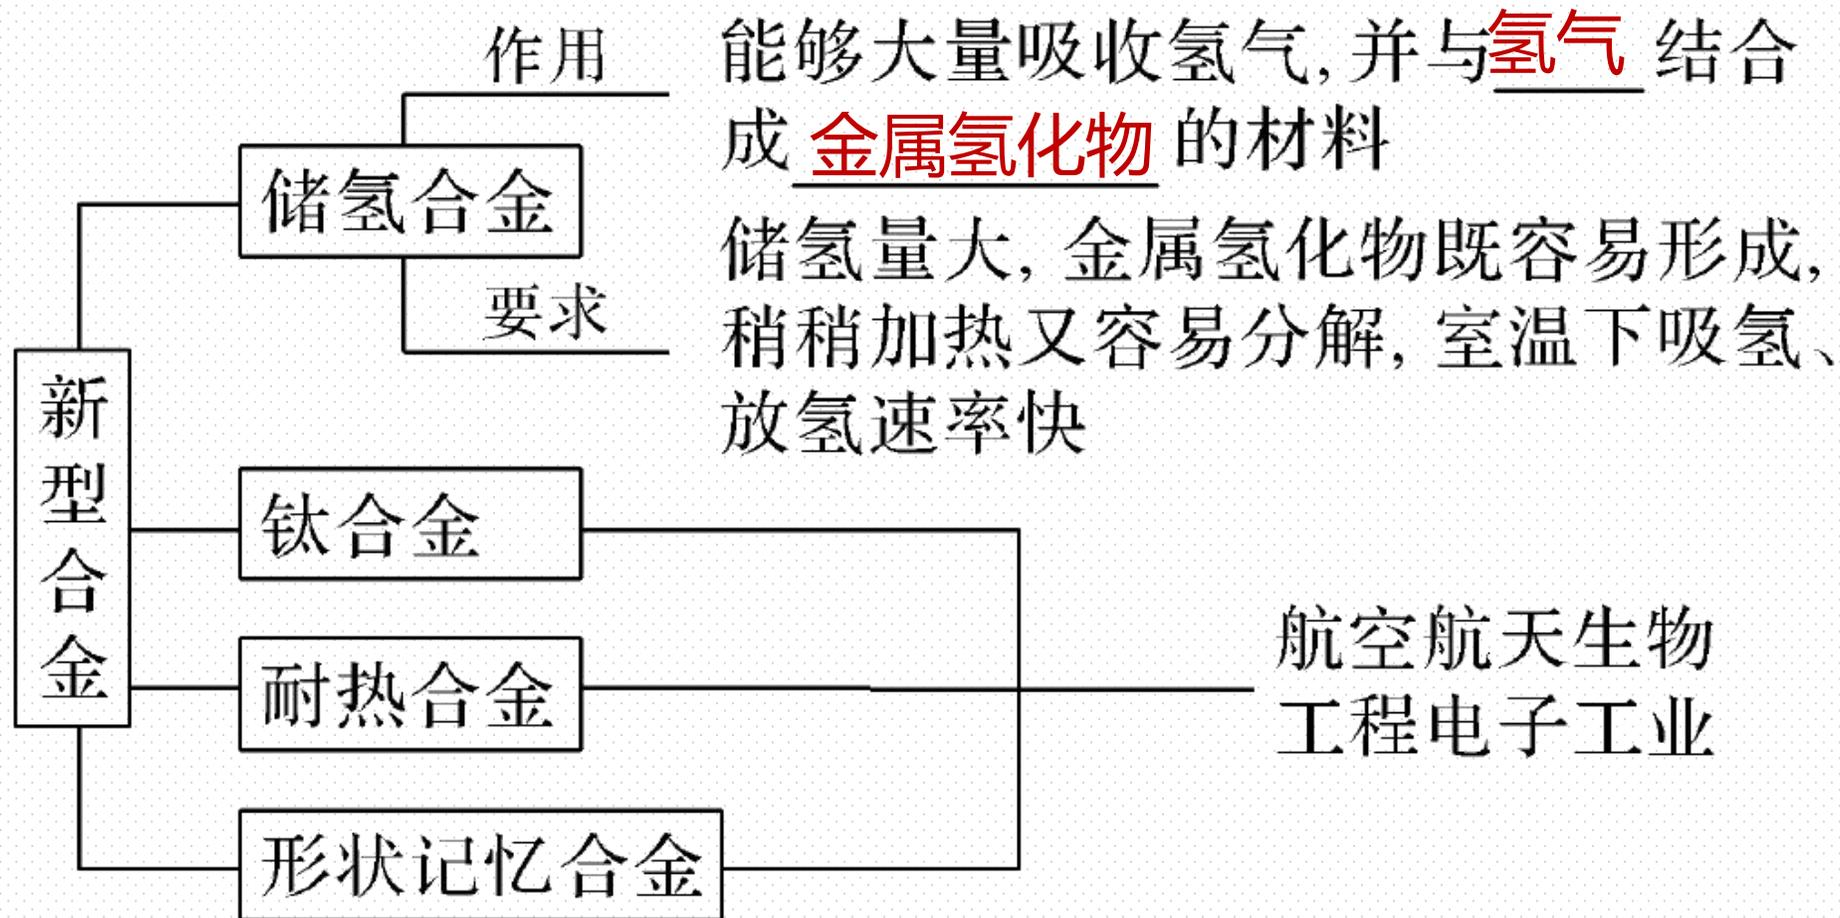 作用
能够大量吸收氢气,并与氢气结合
成金属氢化物的材料
储氢合金
要求
储氢量大,金属氢化物既容易形成,
稍稍加热又容易分解,室温下吸氢、
放氢速率快
新型合金
钛合金
耐热合金
形状记忆合金
航空航天生物
工程电子工业